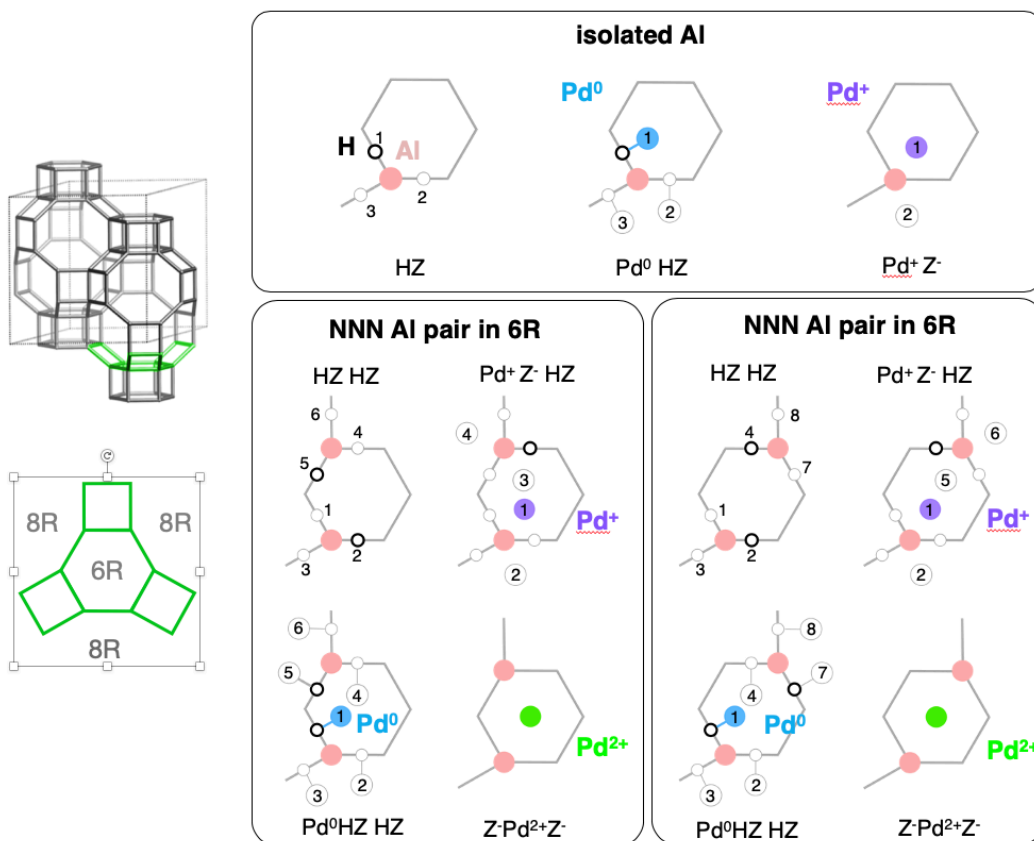 isolated Al
Pd⁰
Pd⁺
H
1
Al
2
3
HZ
1
2
3
Pd⁰ HZ
1
2
Pd⁺ Z⁻
8R
8R
6R
8R
NNN Al pair in 6R
HZ HZ
Pd⁺ Z⁻ HZ
6
4
5
1
2
3
4
3
1
Pd⁺
2
6
5
4
1
Pd⁰
2
3
Pd²⁺
Pd⁰HZ HZ
Z⁻Pd²⁺Z⁻
NNN Al pair in 6R
HZ HZ
Pd⁺ Z⁻ HZ
8
4
7
1
2
3
6
5
1
Pd⁺
2
8
7
4
1
Pd⁰
2
3
Pd²⁺
Pd⁰HZ HZ
Z⁻Pd²⁺Z⁻